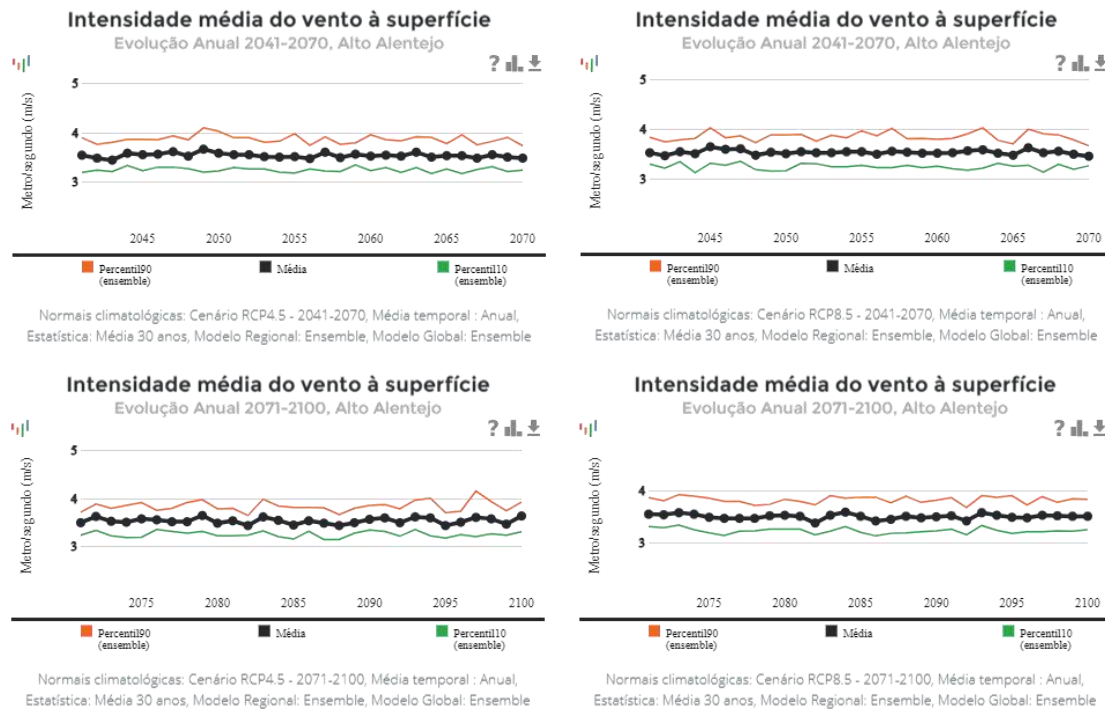 Intensidade média do vento à superfície
Evolução Anual 2041-2070, Alto Alentejo
?
Metro/segundo (m/s)
5
4
3
2045 2050 2055 2060 2065 2070
Percentil90 (ensemble)
Média
Percentil10 (ensemble)
Normais climatológicas: Cenário RCP4.5 - 2041-2070, Média temporal : Anual,
Estatística: Média 30 anos, Modelo Regional: Ensemble, Modelo Global: Ensemble
Intensidade média do vento à superfície
Evolução Anual 2041-2070, Alto Alentejo
?
Metro/segundo (m/s)
5
4
3
2045 2050 2055 2060 2065 2070
Percentil90 (ensemble)
Média
Percentil10 (ensemble)
Normais climatológicas: Cenário RCP8.5 - 2041-2070, Média temporal : Anual,
Estatística: Média 30 anos, Modelo Regional: Ensemble, Modelo Global: Ensemble
Intensidade média do vento à superfície
Evolução Anual 2071-2100, Alto Alentejo
?
Metro/segundo (m/s)
5
4
3
2075 2080 2085 2090 2095 2100
Percentil90 (ensemble)
Média
Percentil10 (ensemble)
Normais climatológicas: Cenário RCP4.5 - 2071-2100, Média temporal : Anual,
Estatística: Média 30 anos, Modelo Regional: Ensemble, Modelo Global: Ensemble
Intensidade média do vento à superfície
Evolução Anual 2071-2100, Alto Alentejo
?
Metro/segundo (m/s)
4
3
2075 2080 2085 2090 2095 2100
Percentil90 (ensemble)
Média
Percentil10 (ensemble)
Normais climatológicas: Cenário RCP8.5 - 2071-2100, Média temporal : Anual,
Estatística: Média 30 anos, Modelo Regional: Ensemble, Modelo Global: Ensemble